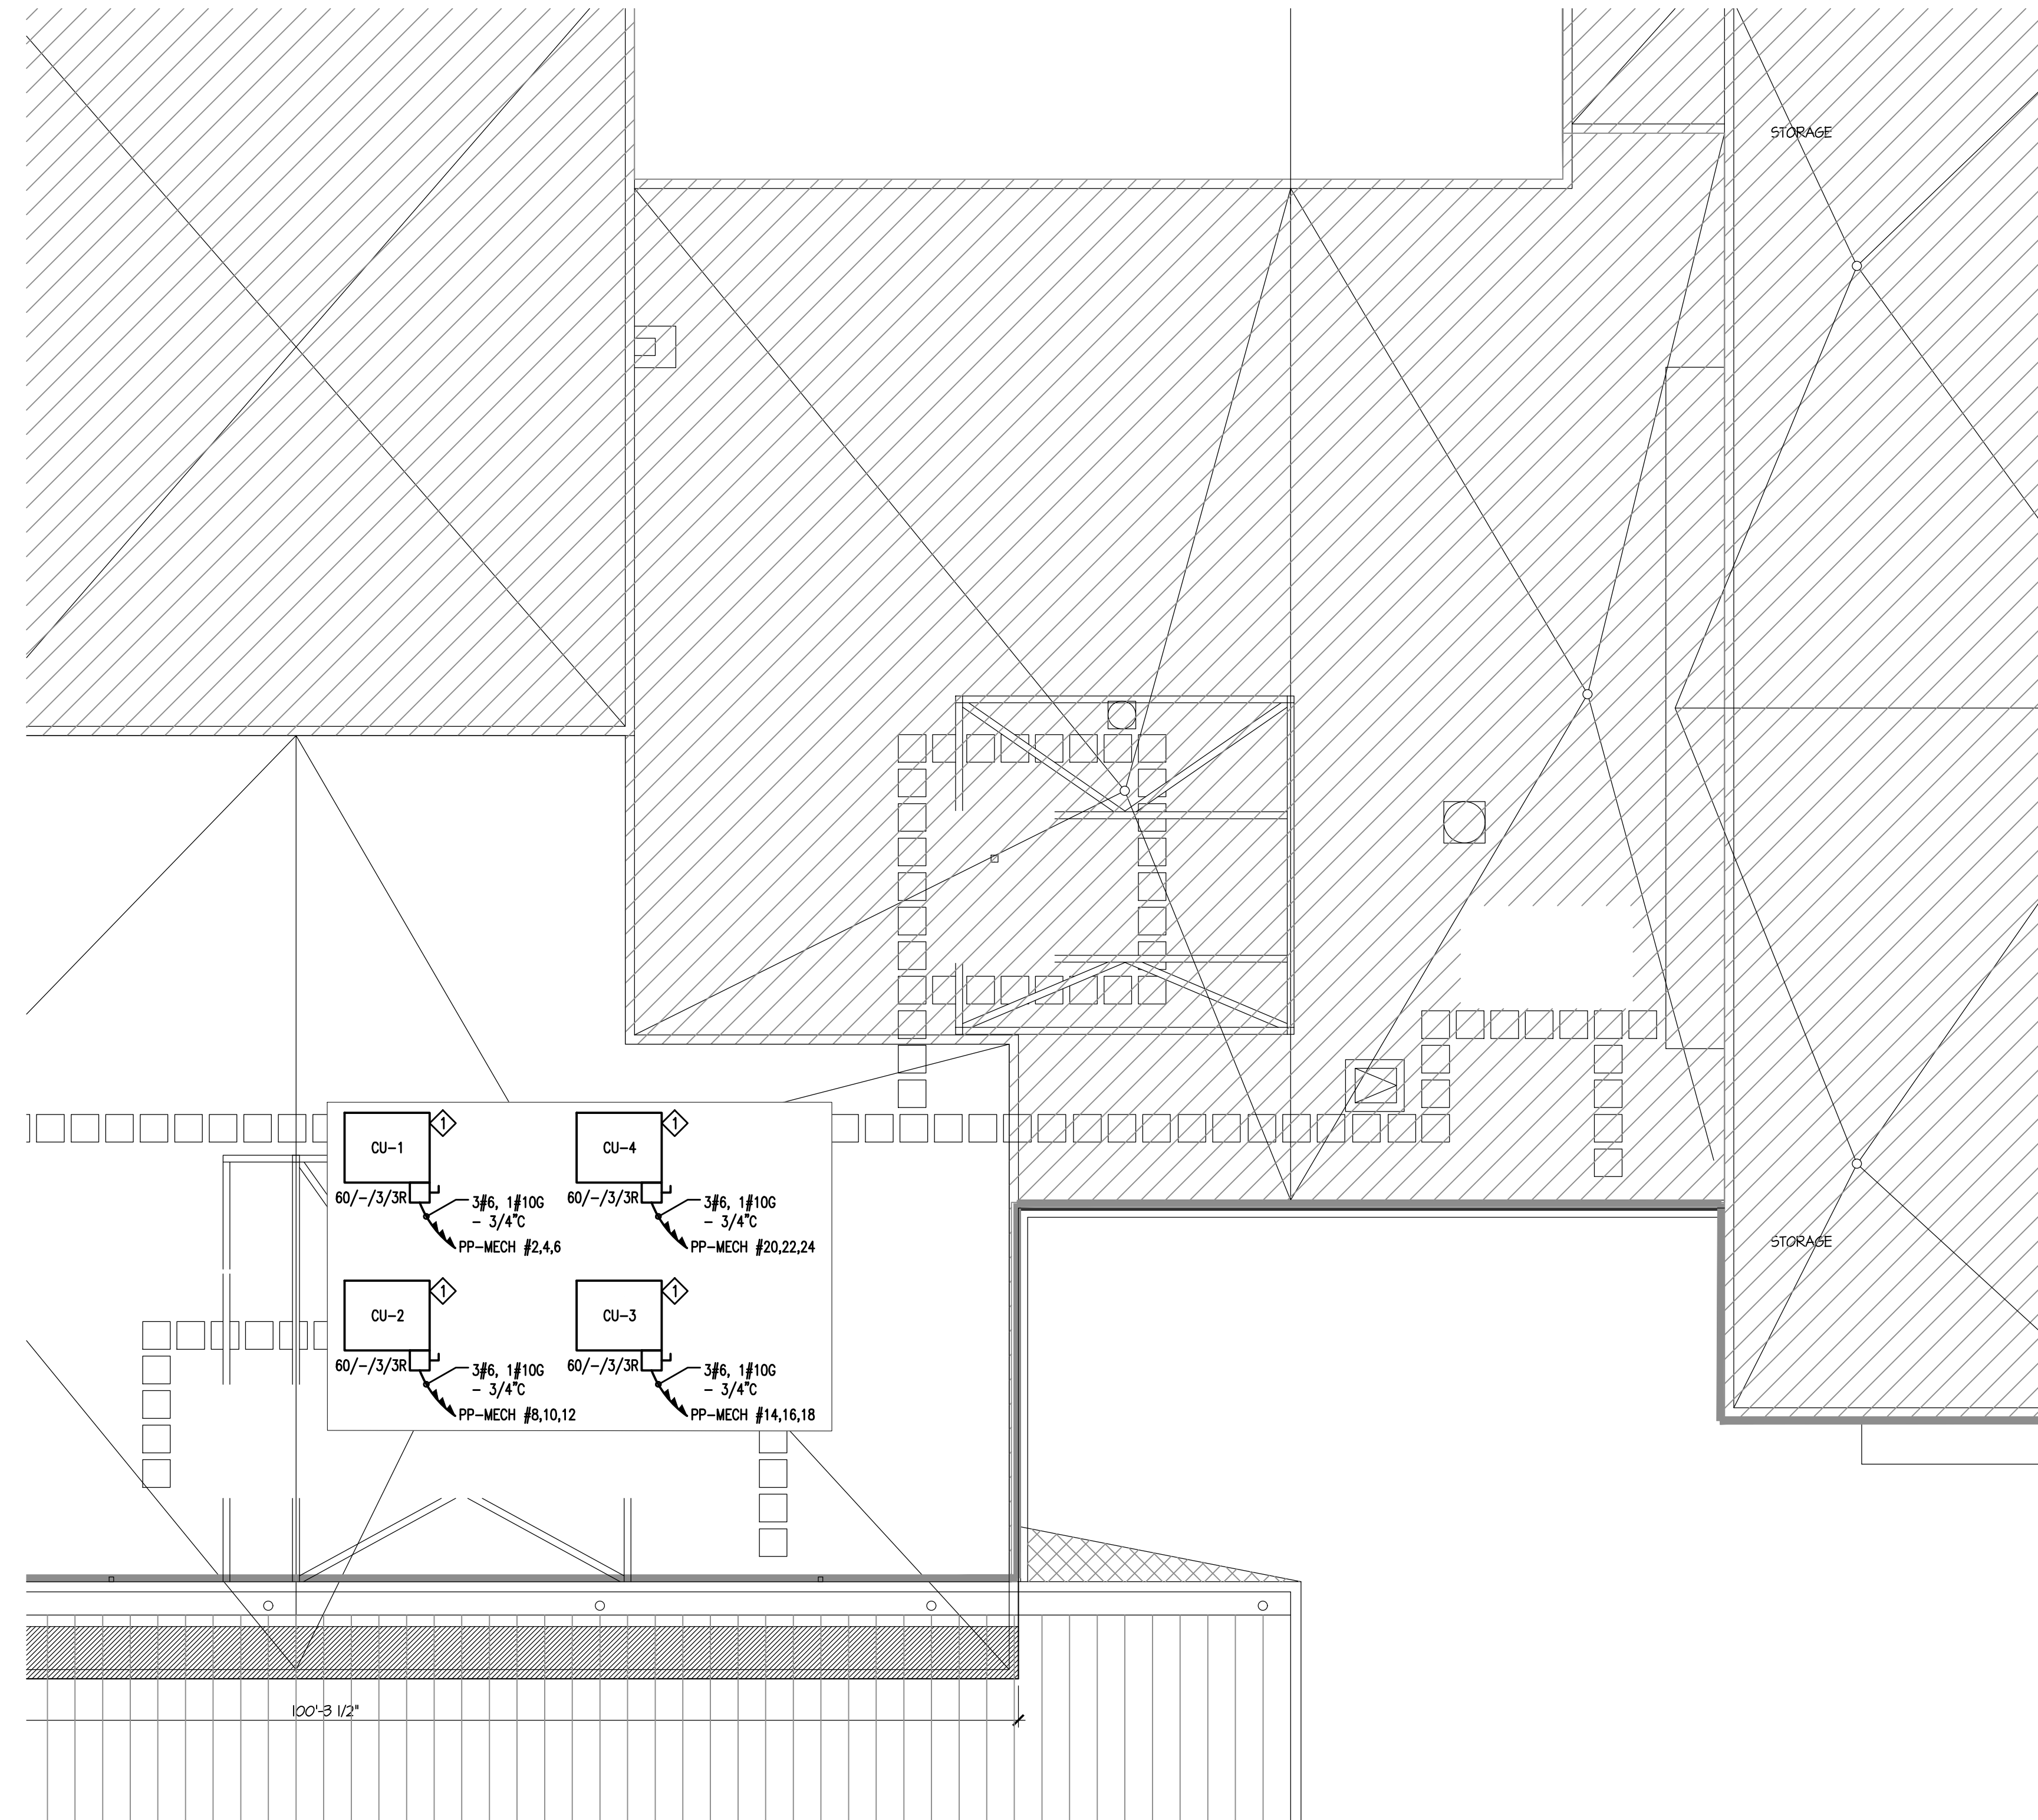 STORAGE
CU-1
1
60/-/3/3R
3#6, 1#10G
- 3/4"C
PP-MECH #2,4,6
CU-4
1
60/-/3/3R
3#6, 1#10G
- 3/4"C
PP-MECH #20,22,24
STORAGE
CU-2
1
60/-/3/3R
3#6, 1#10G
- 3/4"C
PP-MECH #8,10,12
CU-3
1
60/-/3/3R
3#6, 1#10G
- 3/4"C
PP-MECH #14,16,18
100'-3 1/2"